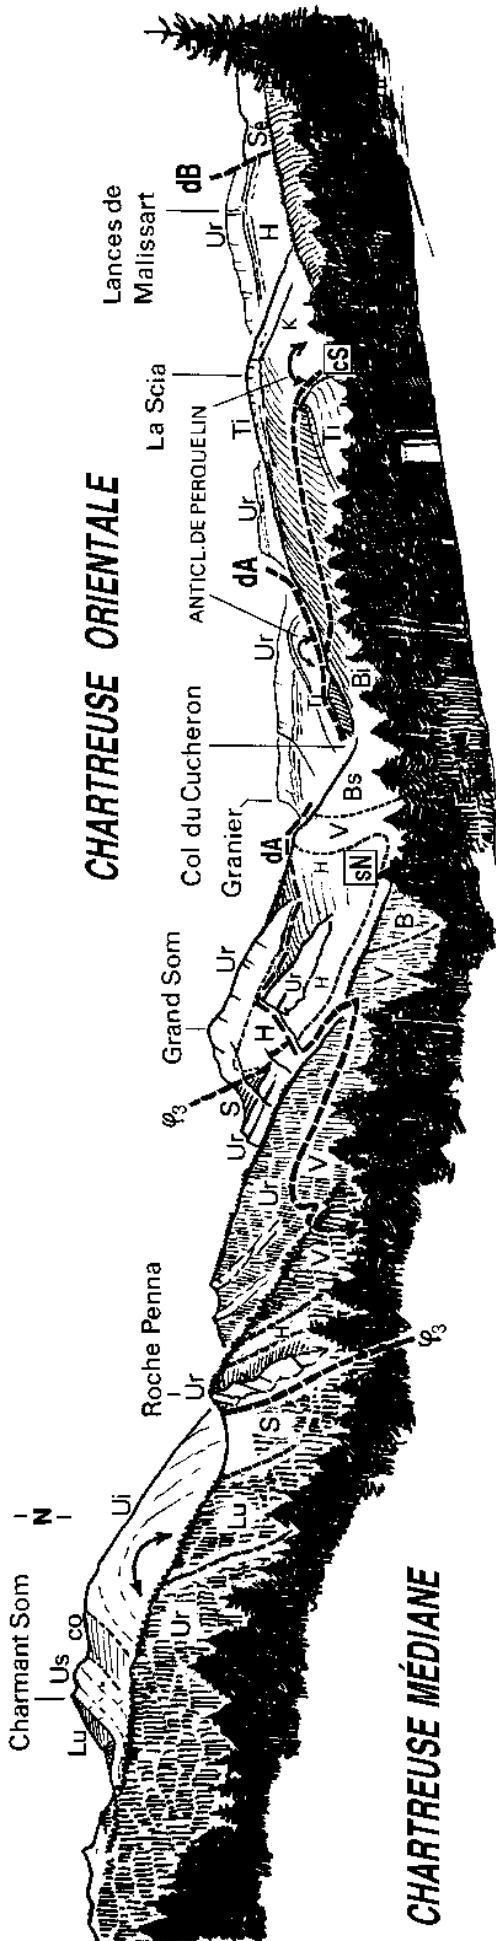 Charmant Som
- N -
Roche Penna
Grand Som
Granier
Col du Cucheron
CHARTREUSE ORIENTALE
ANTICL. DE PERQUELIN
La Scia
Lances de
Malissart
Lu
Us
co
Ui
Ur
φ3
Ur
S
H
Ur
Ur
H
H
dA
Ur
dA
Ur
Ti
Ti
Ur
H
dB
Se
K
cS
Ti
Bi
Bs
V
sN
B
V
Ur
V
V
H
φ3
S
Lu
Ur
CHARTREUSE MÉDIANE